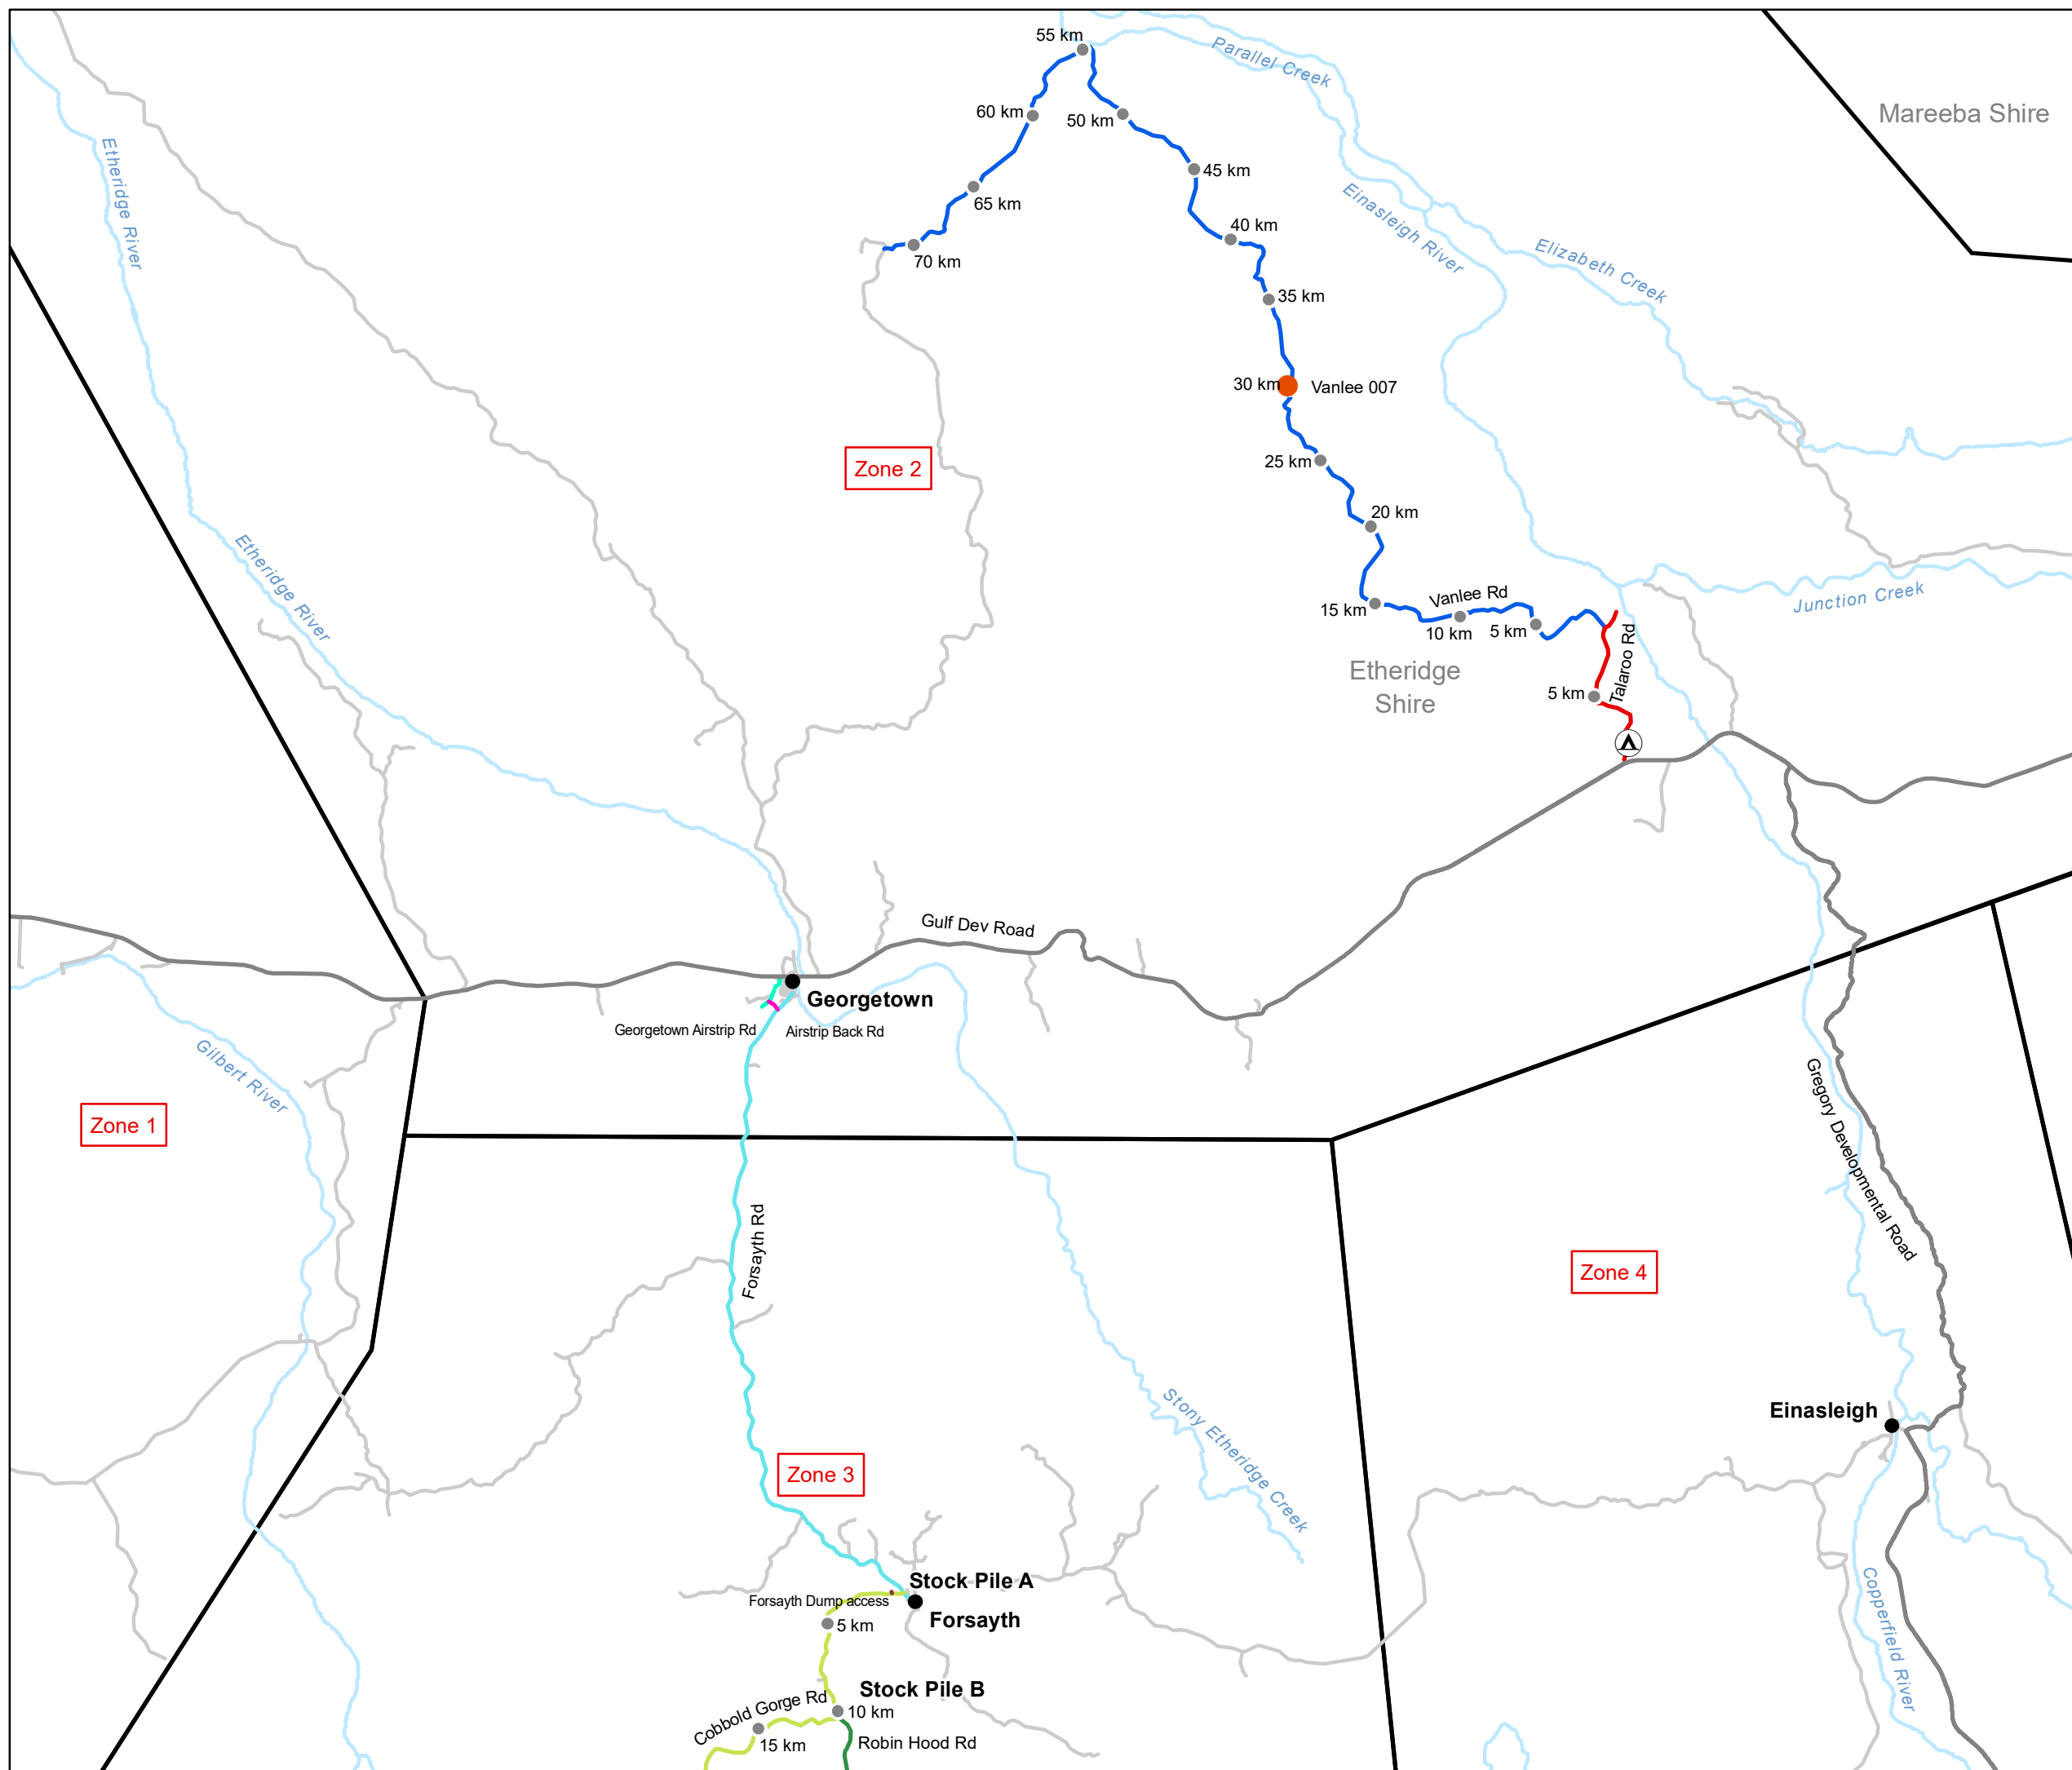 55 km
Parallel Creek
60 km
50 km
Mareeba Shire
Etheridge River
45 km
65 km
Einasleigh River
40 km
Elizabeth Creek
70 km
35 km
30 km
Vanlee 007
Zone 2
25 km
20 km
Etheridge River
Vanlee Rd
15 km
10 km
5 km
Junction Creek
Talaroo Rd
Etheridge
Shire
5 km
Gulf Dev Road
Georgetown
Georgetown Airstrip Rd
Airstrip Back Rd
Gilbert River
Zone 1
Gregory Developmental Road
Forsayth Rd
Zone 4
Einasleigh
Stony Etheridge Creek
Zone 3
Stock Pile A
Forsayth Dump access
Forsayth
5 km
Copperfield River
Stock Pile B
Cobbold Gorge Rd
10 km
15 km
Robin Hood Rd